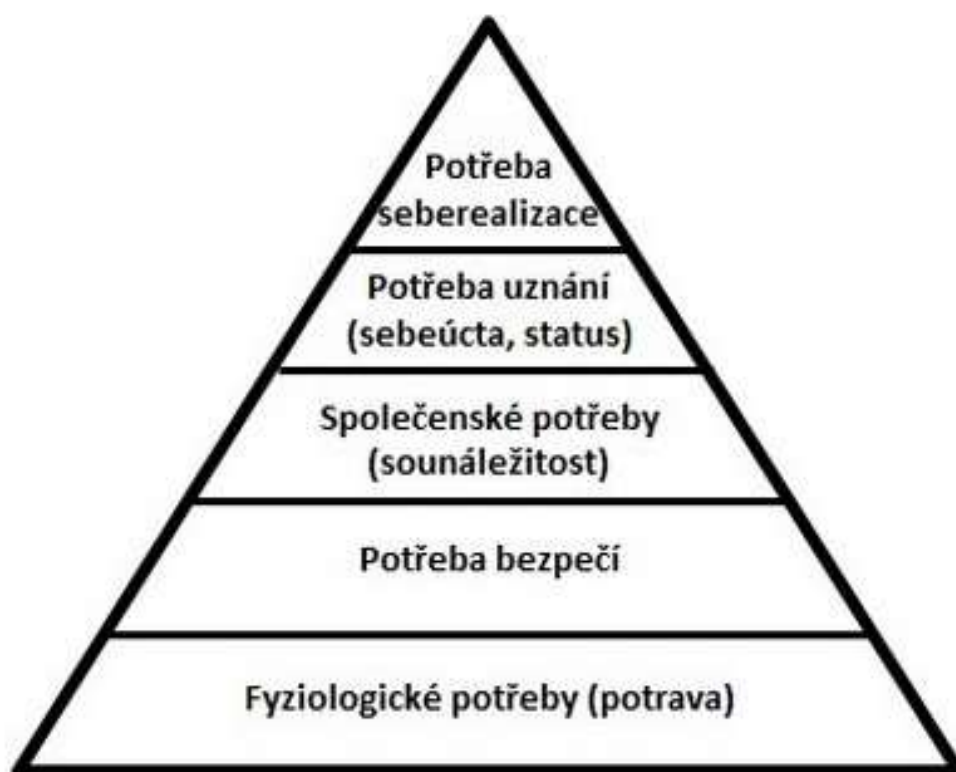 Potřeba
seberealizace
Potřeba uznání
(sebeúcta, status)
Společenské potřeby
(sounáležitost)
Potřeba bezpečí
Fyziologické potřeby (potrava)